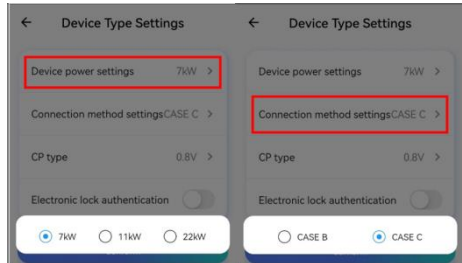 ← Device Type Settings
Device power settings 7kW >
Connection method settings CASE C >
CP type 0.8V >
Electronic lock authentication
7kW 11kW 22kW
← Device Type Settings
Device power settings 7kW >
Connection method settings CASE C >
CP type 0.8V >
Electronic lock authentication
CASE B CASE C